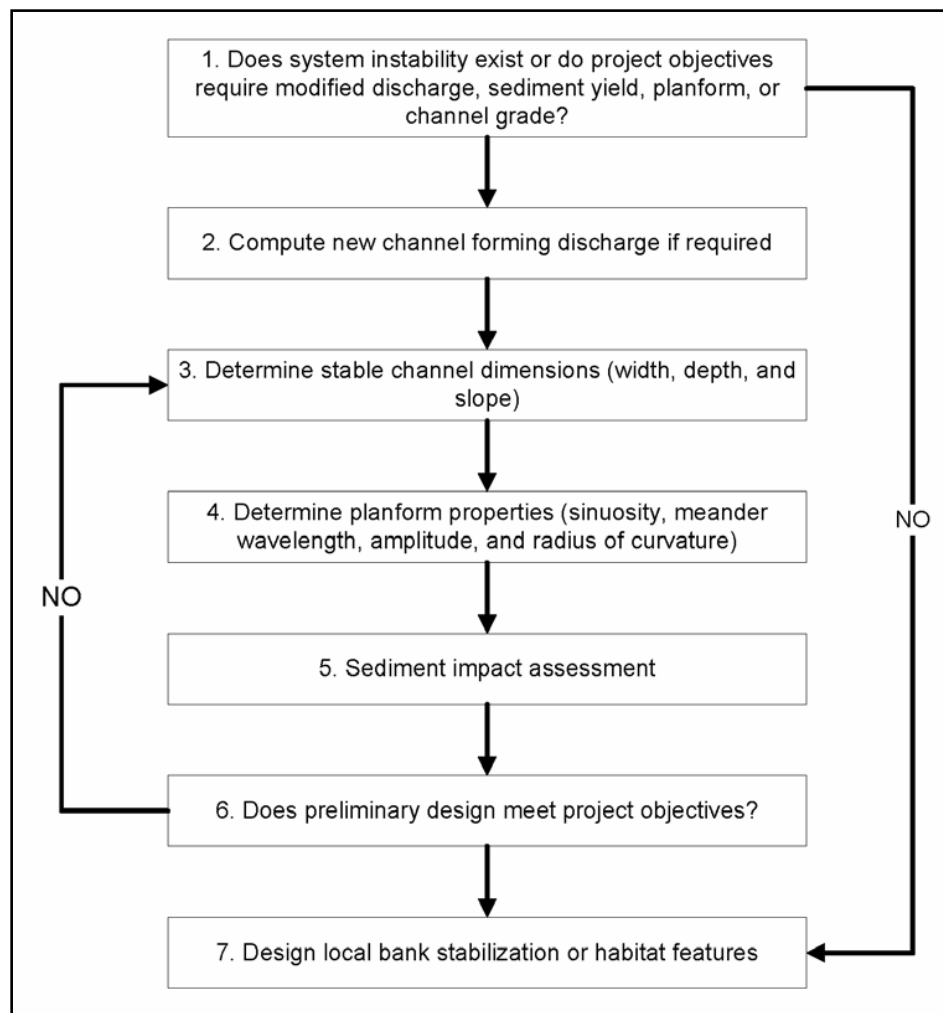 1. Does system instability exist or do project objectives
require modified discharge, sediment yield, planform, or
channel grade?
2. Compute new channel forming discharge if required
3. Determine stable channel dimensions (width, depth, and
slope)
4. Determine planform properties (sinuosity, meander
wavelength, amplitude, and radius of curvature)
NO
NO
5. Sediment impact assessment
6. Does preliminary design meet project objectives?
7. Design local bank stabilization or habitat features